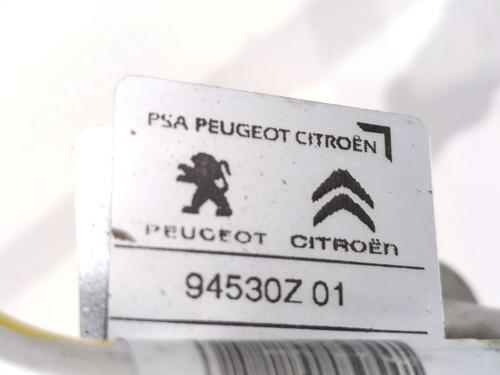 PSA PEUGEOT CITROËN
PEUGEOT CITROËN
94530Z 01